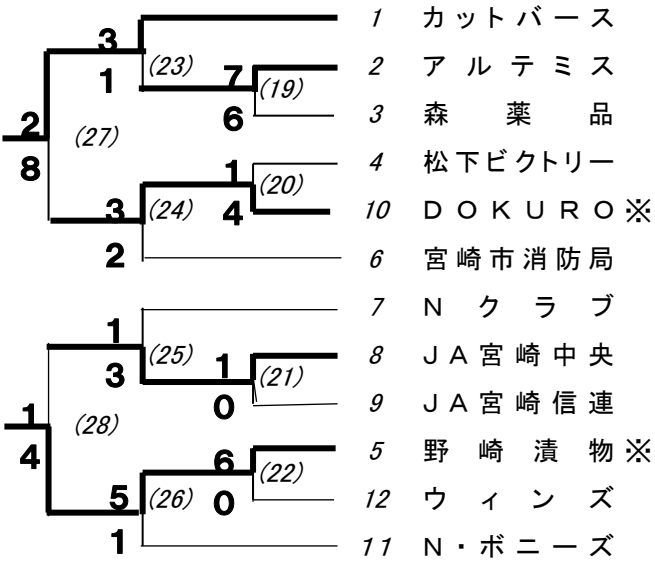 1 カットバース
3
(23)
1
7
2 アルテミス
(19)
6
3 森薬品
2
(27)
8
1
4 松下ビクトリー
(20)
3
(24)
4
10 ＤＯＫＵＲＯ※
2
6 宮崎市消防局
7 Ｎクラブ
1
(25)
3
1
8 ＪＡ宮崎中央
(21)
0
9 ＪＡ宮崎信連
1
(28)
4
6
5 野崎漬物※
(22)
5
(26)
0
12 ウィンズ
1
11 Ｎ・ボニーズ